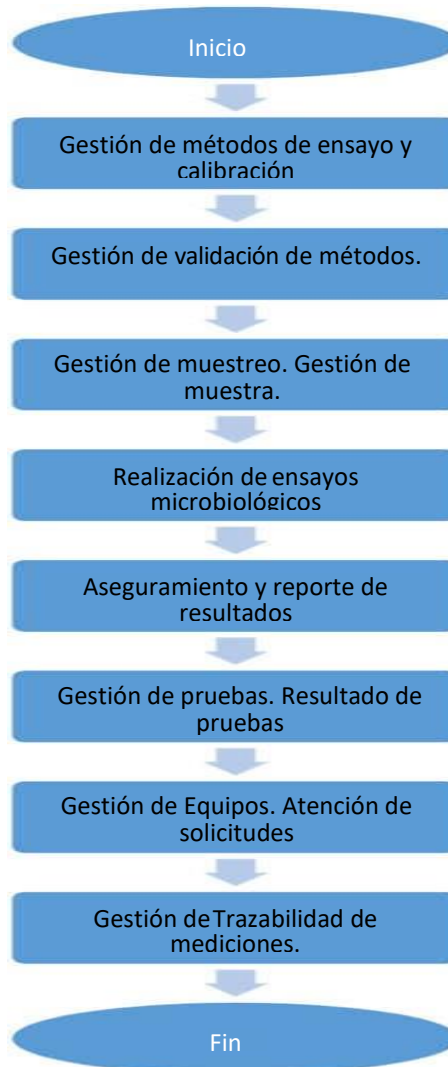 Inicio
Gestión de métodos de ensayo y
calibración
Gestión de validación de métodos.
Gestión de muestreo. Gestión de
muestra.
Realización de ensayos
microbiológicos
Aseguramiento y reporte de
resultados
Gestión de pruebas. Resultado de
pruebas
Gestión de Equipos. Atención de
solicitudes
Gestión de Trazabilidad de
mediciones.
Fin